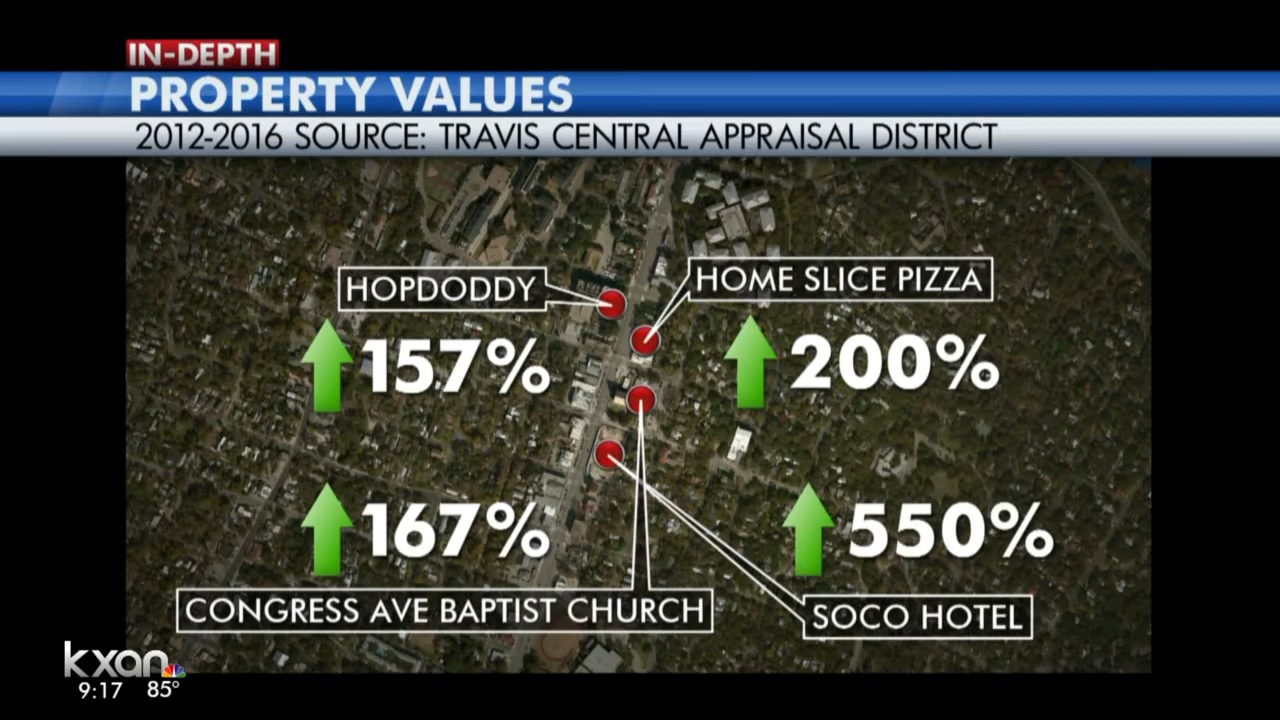 IN-DEPTH
PROPERTY VALUES
2012-2016 SOURCE: TRAVIS CENTRAL APPRAISAL DISTRICT
HOPDODDY
HOME SLICE PIZZA
157%
200%
167%
550%
CONGRESS AVE BAPTIST CHURCH
SOCO HOTEL
kxan
9:17 85°